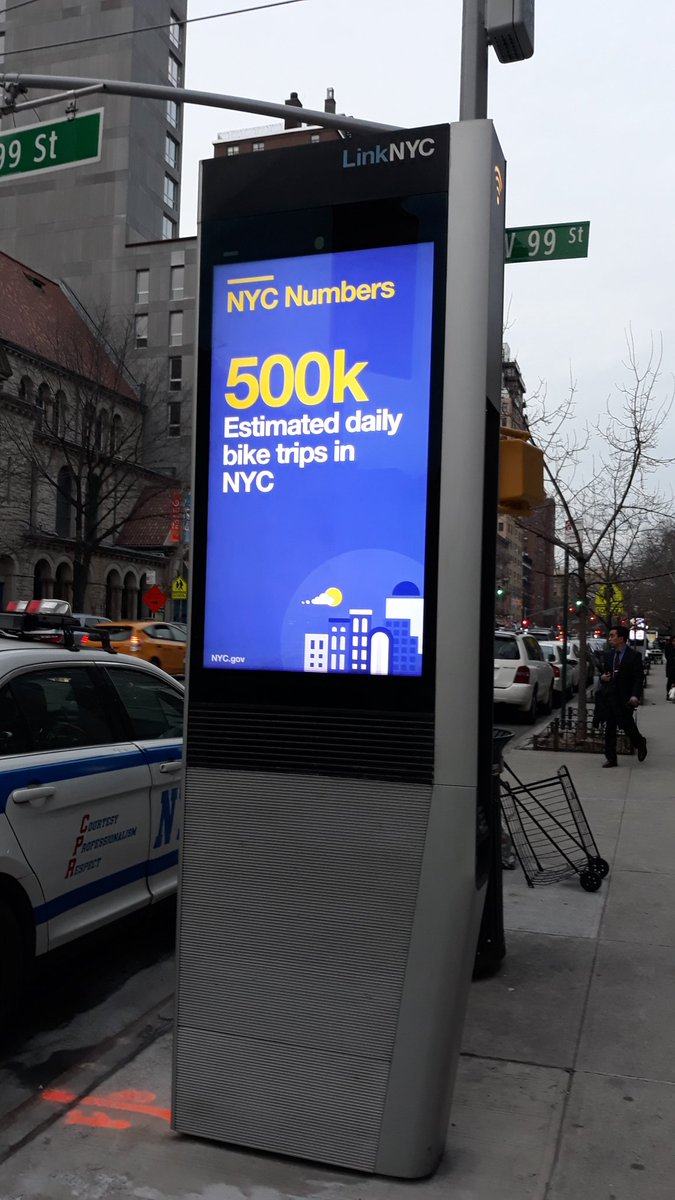 99 St
LinkNYC
99 St
NYC Numbers
500k
Estimated daily
bike trips in
NYC
NYC.gov
COURTESY
PROFESSIONALISM
RESPECT